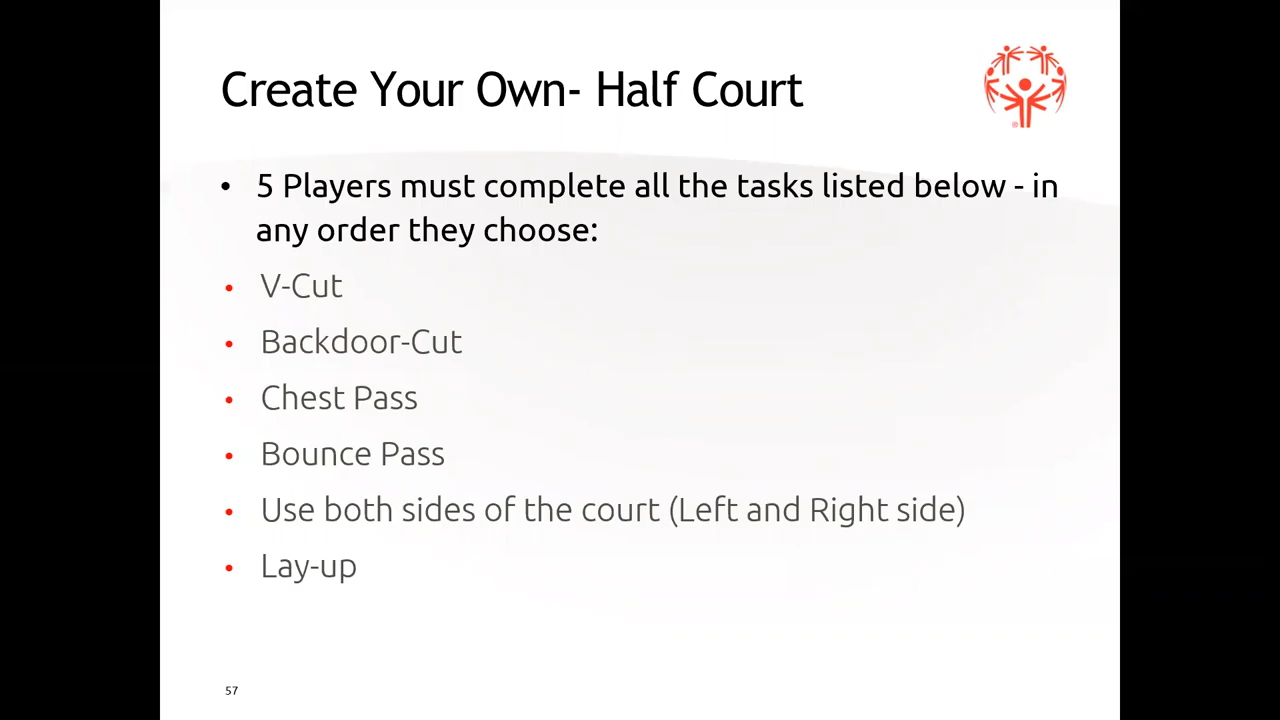 Create Your Own- Half Court
• 5 Players must complete all the tasks listed below - in
any order they choose:
• V-Cut
• Backdoor-Cut
• Chest Pass
• Bounce Pass
• Use both sides of the court (Left and Right side)
• Lay-up
57
®